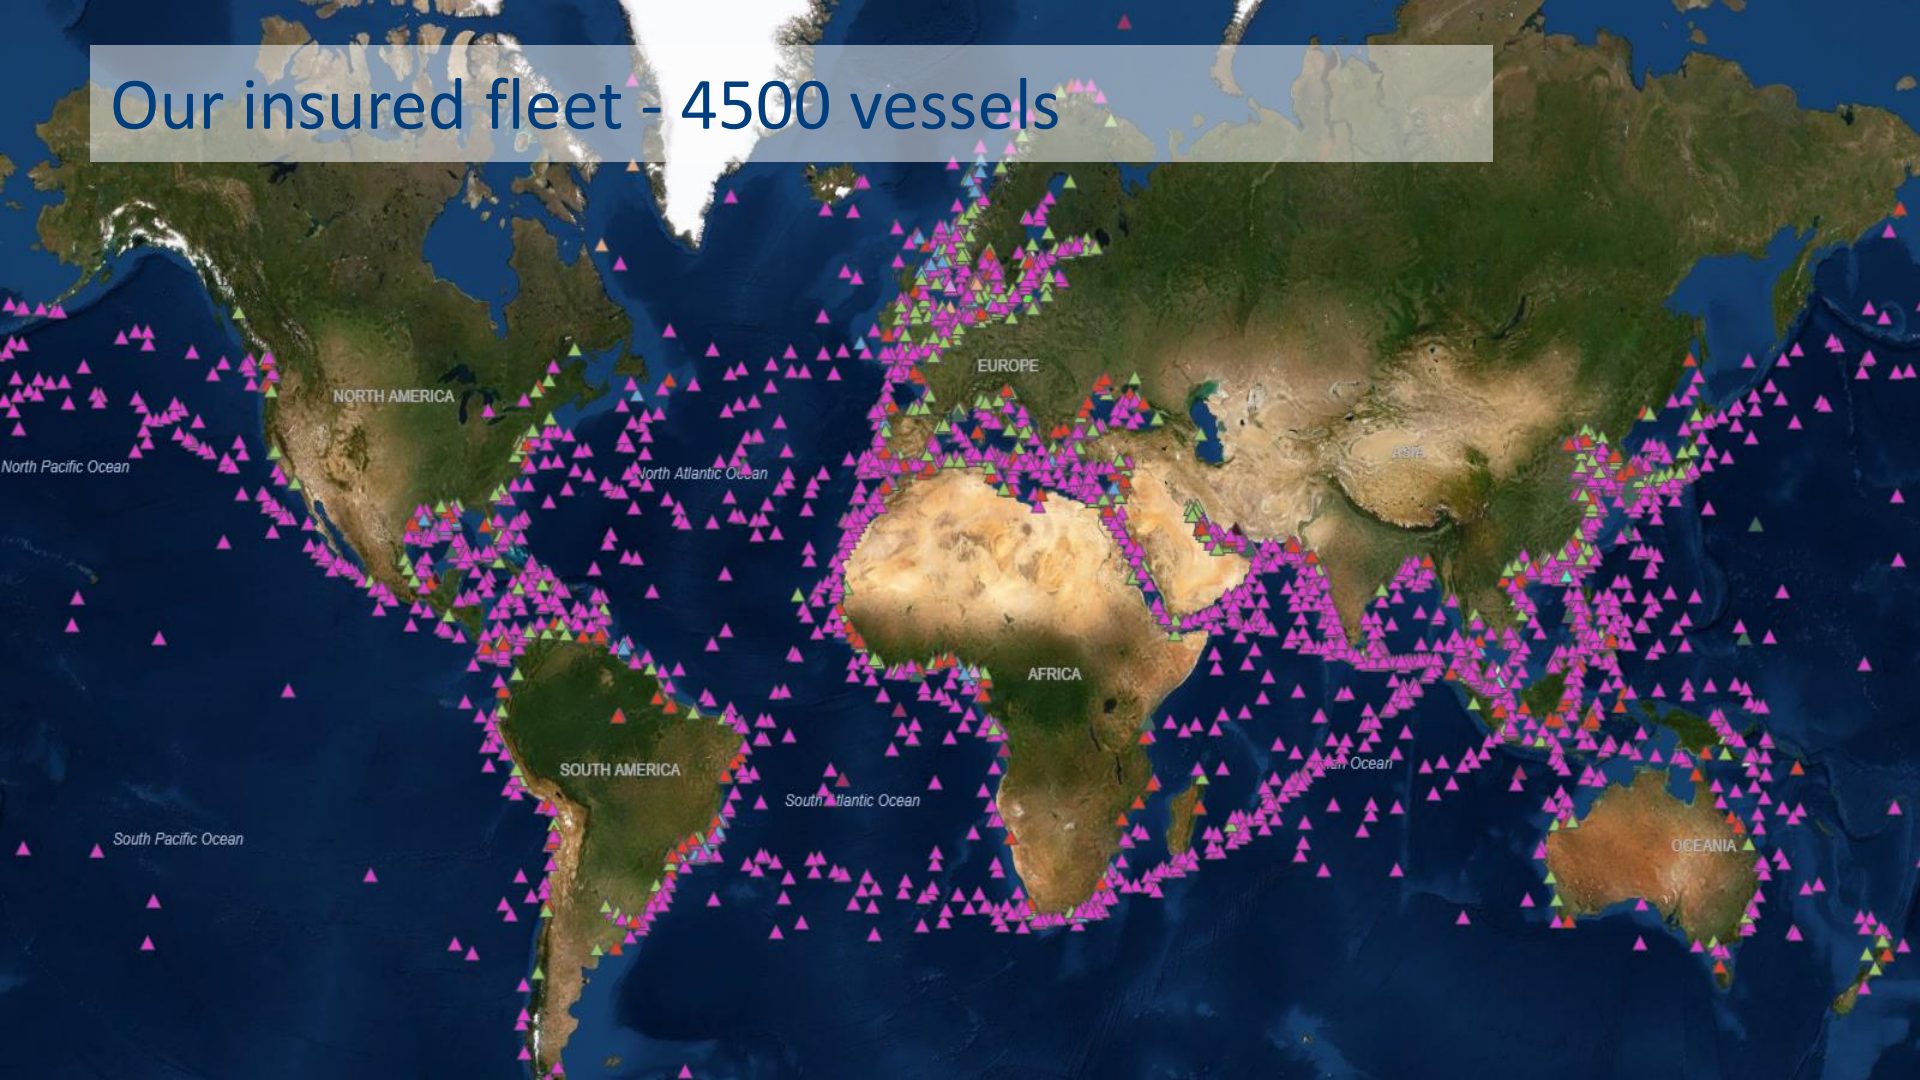 Our insured fleet - 4500 vessels
EUROPE
NORTH AMERICA
ASIA
North Pacific Ocean
North Atlantic Ocean
AFRICA
SOUTH AMERICA
Ocean
South Atlantic Ocean
South Pacific Ocean
OCEANIA